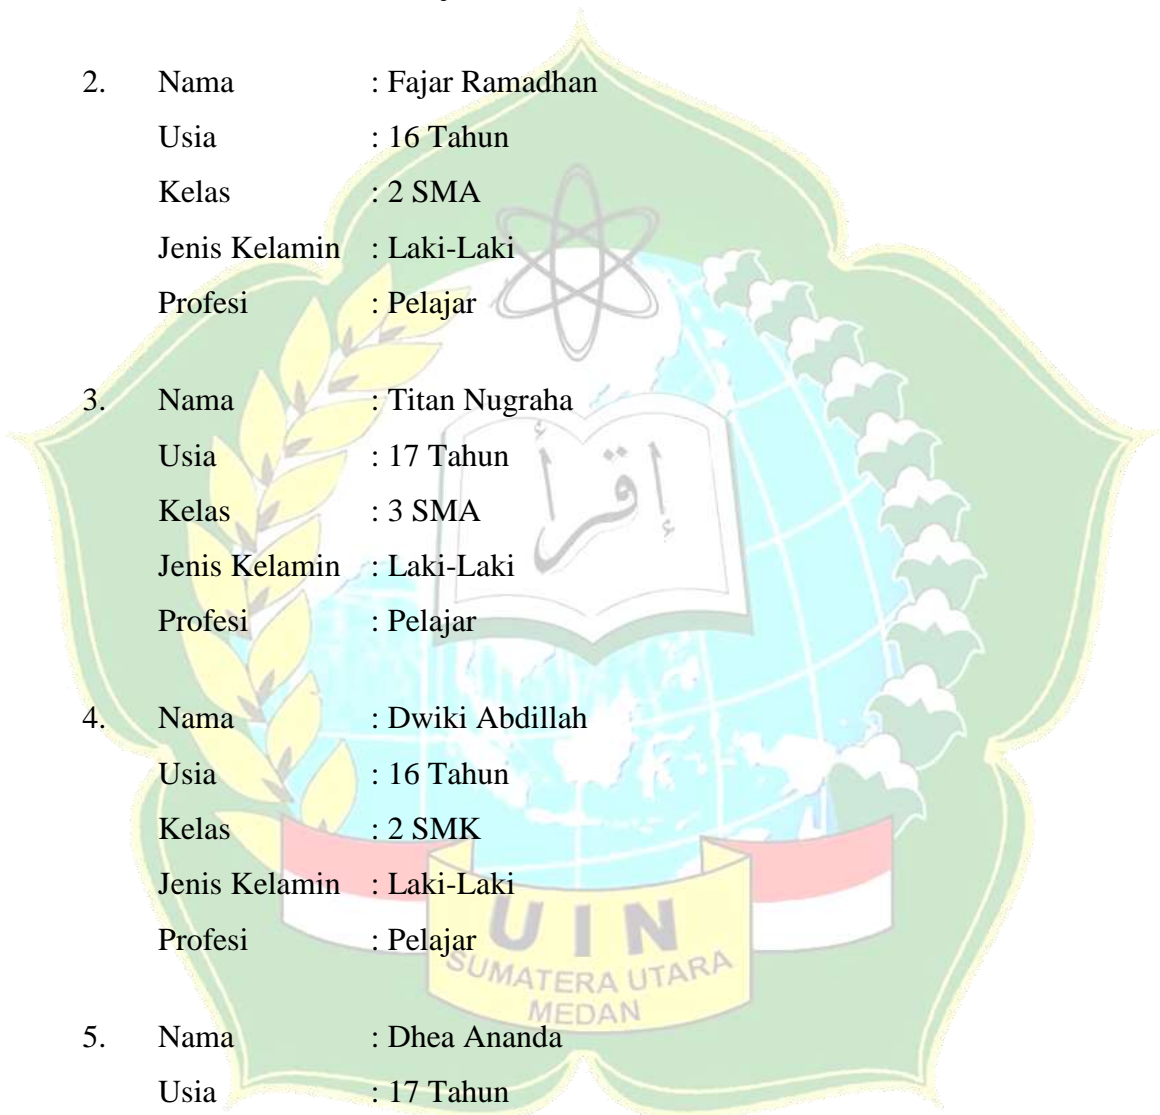 2. Nama : Fajar Ramadhan
Usia : 16 Tahun
Kelas : 2 SMA
Jenis Kelamin : Laki-Laki
Profesi : Pelajar
3. Nama : Titan Nugraha
Usia : 17 Tahun
Kelas : 3 SMA
Jenis Kelamin : Laki-Laki
Profesi : Pelajar
إقرأ
4. Nama : Dwiki Abdillah
Usia : 16 Tahun
Kelas : 2 SMK
Jenis Kelamin : Laki-Laki
Profesi : Pelajar
UIN
SUMATERA UTARA
MEDAN
5. Nama : Dhea Ananda
Usia : 17 Tahun